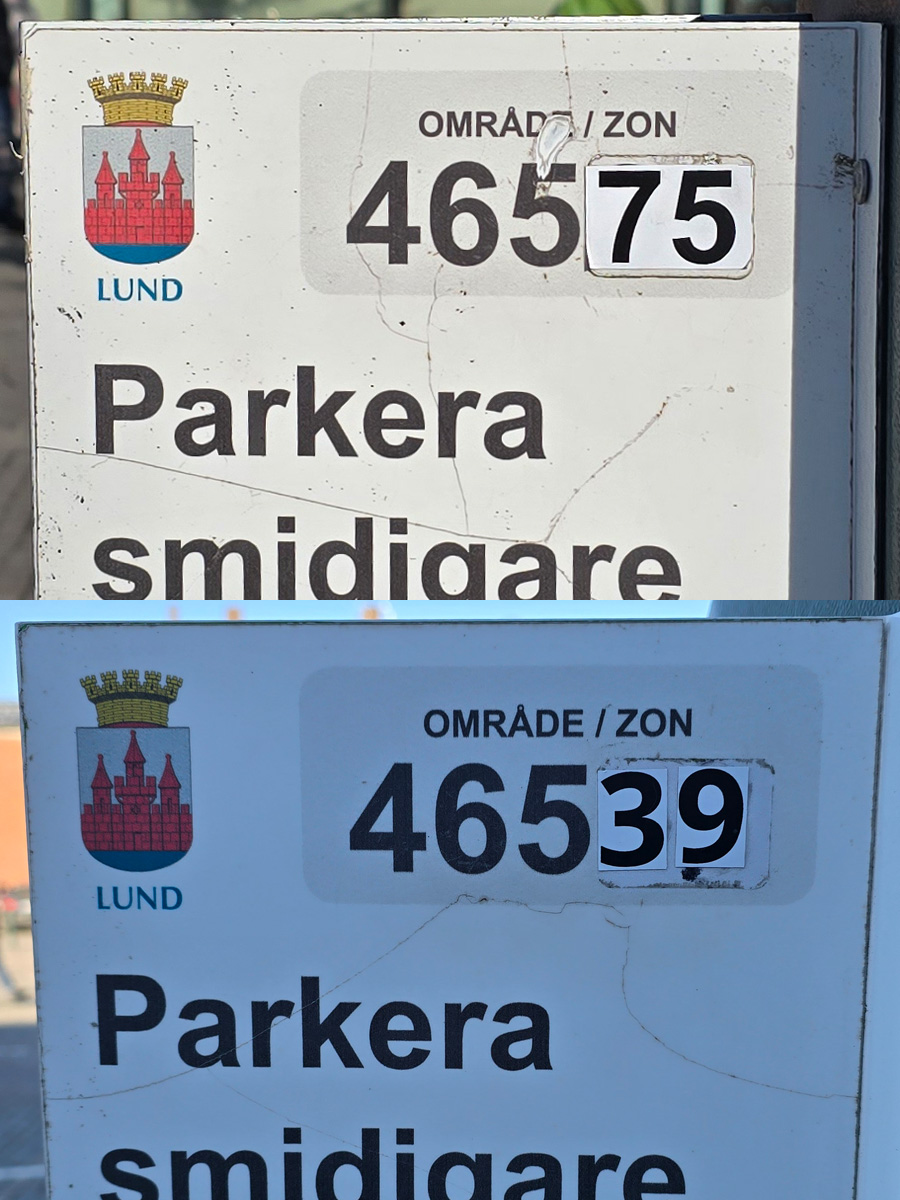 LUND
OMRÅDE / ZON
46575
Parkera
smidigare
LUND
OMRÅDE / ZON
46539
Parkera
smidigare